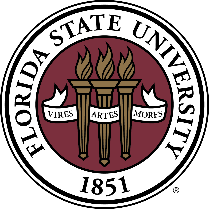 FLORIDA STATE UNIVERSITY
VIRES ARTES MORES
1851
®